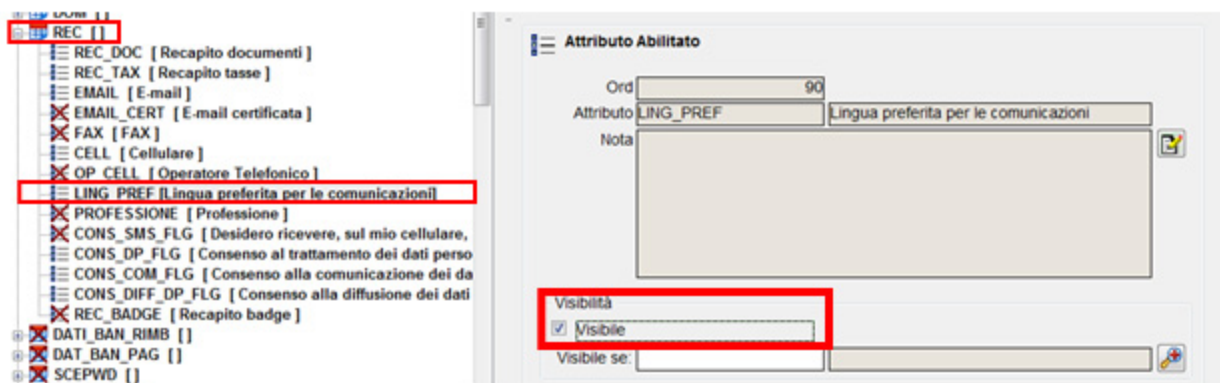 DOM []
REC []
REC_DOC [ Recapito documenti ]
REC_TAX [ Recapito tasse ]
EMAIL [ E-mail ]
EMAIL_CERT [ E-mail certificata ]
FAX [ FAX ]
CELL [ Cellulare ]
OP_CELL [ Operatore Telefonico ]
LING_PREF [Lingua preferita per le comunicazioni]
PROFESSIONE [ Professione ]
CONS_SMS_FLG [ Desidero ricevere, sul mio cellulare,
CONS_DP_FLG [ Consenso al trattamento dei dati perso
CONS_COM_FLG [ Consenso alla comunicazione dei da
CONS_DIFF_DP_FLG [ Consenso alla diffusione dei dati
REC_BADGE [ Recapito badge ]
DATI_BAN_RIMB []
DAT_BAN_PAG []
SCEPWD []
Attributo Abilitato
Ord 90
Attributo LING_PREF Lingua preferita per le comunicazioni
Nota
Visibilità
Visibile
Visibile se: